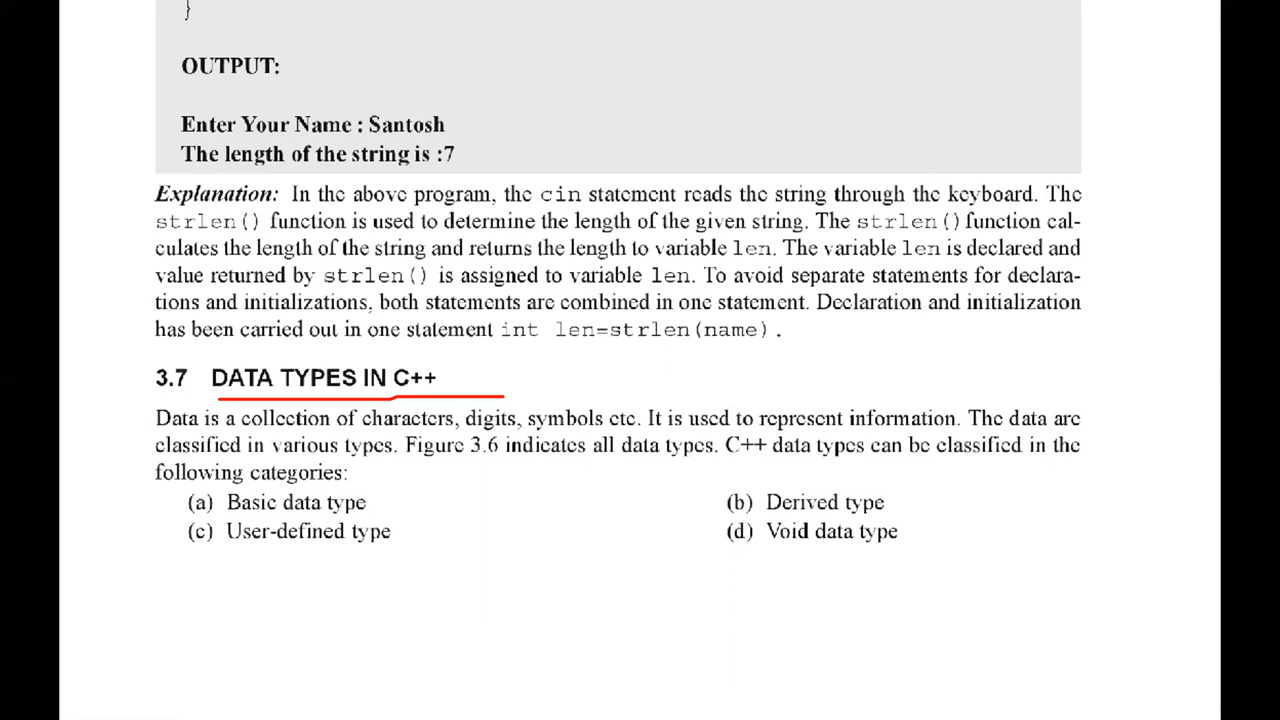 }
OUTPUT:
Enter Your Name : Santosh
The length of the string is :7
Explanation: In the above program, the cin statement reads the string through the keyboard. The
strlen() function is used to determine the length of the given string. The strlen()function cal-
culates the length of the string and returns the length to variable len. The variable len is declared and
value returned by strlen() is assigned to variable len. To avoid separate statements for declara-
tions and initializations, both statements are combined in one statement. Declaration and initialization
has been carried out in one statement int len=strlen(name).
3.7 DATA TYPES IN C++
Data is a collection of characters, digits, symbols etc. It is used to represent information. The data are
classified in various types. Figure 3.6 indicates all data types. C++ data types can be classified in the
following categories:
(a) Basic data type (b) Derived type
(c) User-defined type (d) Void data type